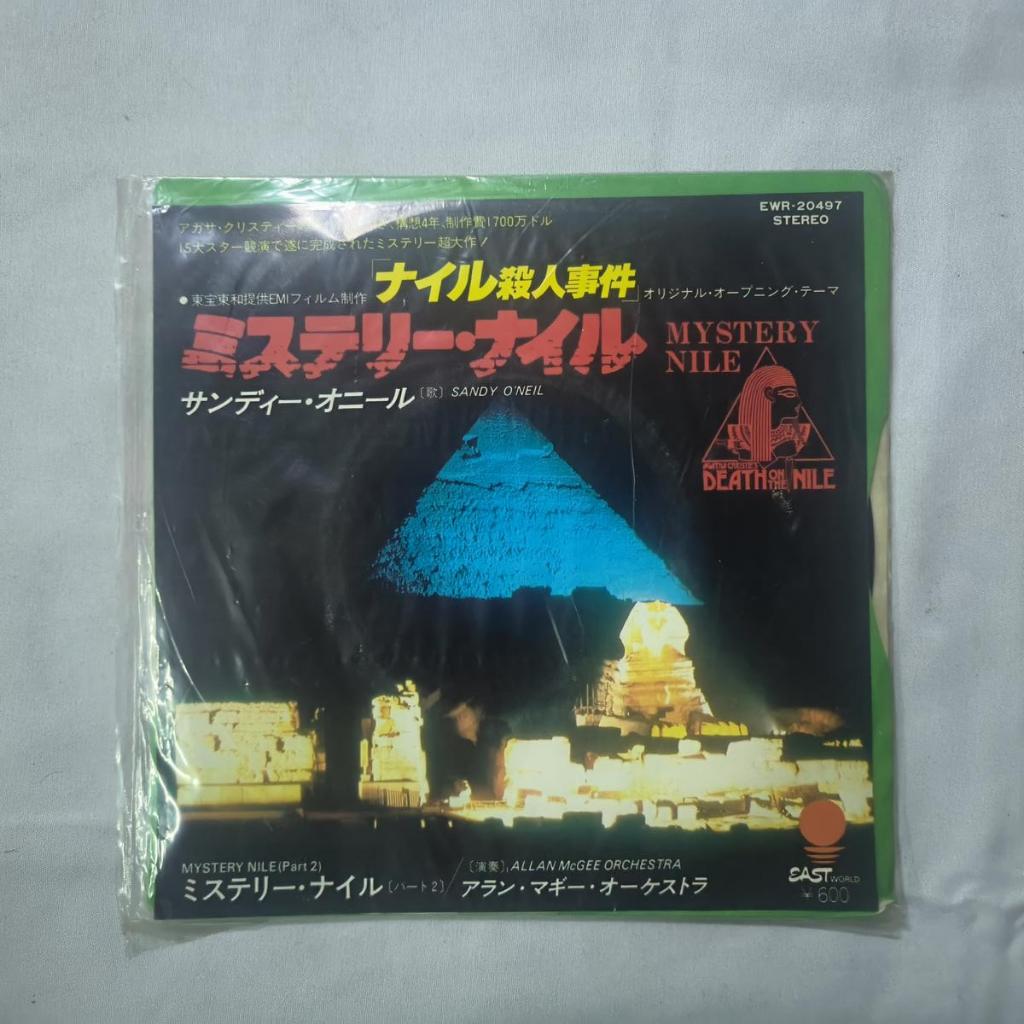 EWR-20497
STEREO
アガサ・クリスティー 構想4年、制作費1700万ドル
15大スター競演で遂に完成されたミステリー超大作!
●東宝東和提供EMIフィルム制作「ナイル殺人事件」オリジナル・オープニング・テーマ
ミステリー・ナイル
MYSTERY
NILE
サンディー・オニール〔歌〕SANDY O'NEIL
AGATHA CHRISTIE'S
DEATH ON THE NILE
MYSTERY NILE(Part 2)
ミステリー・ナイル〔パート2〕
〔演奏〕ALLAN McGEE ORCHESTRA
アラン・マギー・オーケストラ
EAST WORLD
¥600